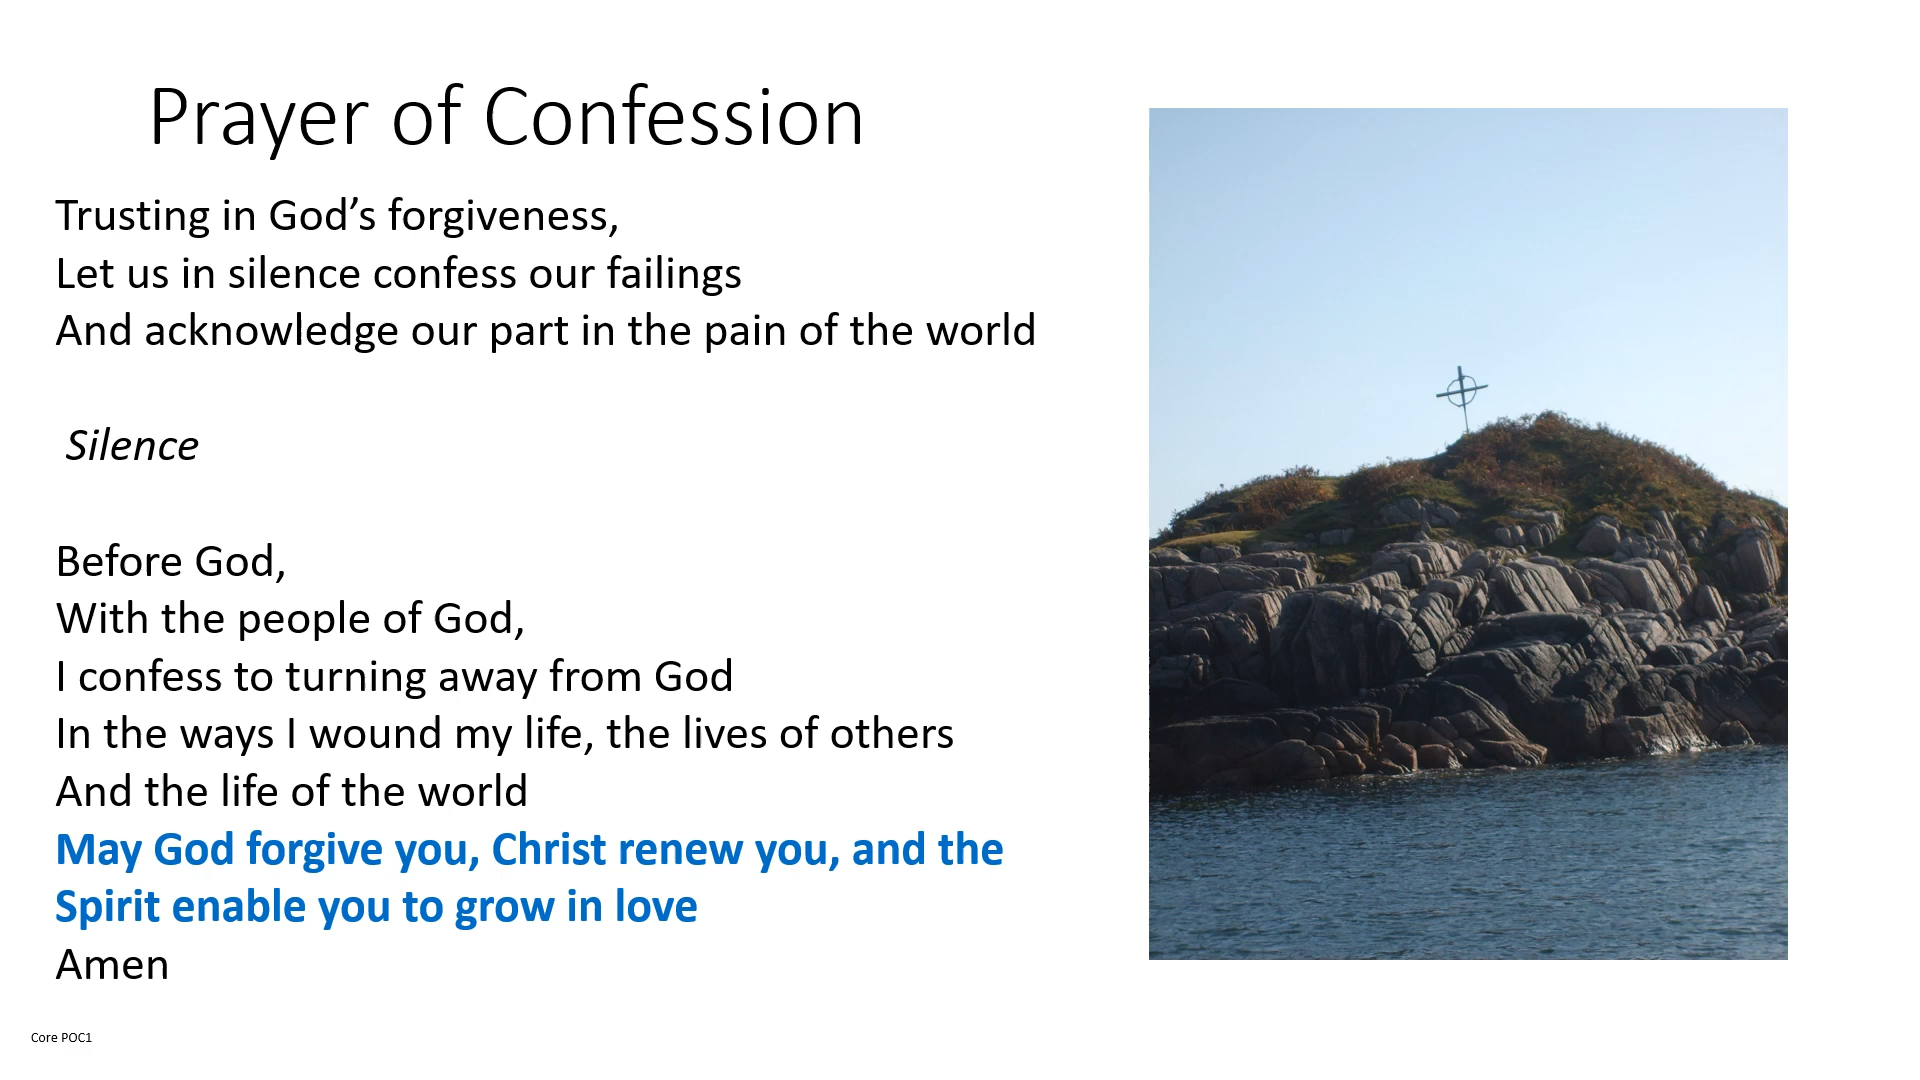 Prayer of Confession
Trusting in God’s forgiveness,
Let us in silence confess our failings
And acknowledge our part in the pain of the world
Silence
Before God,
With the people of God,
I confess to turning away from God
In the ways I wound my life, the lives of others
And the life of the world
May God forgive you, Christ renew you, and the
Spirit enable you to grow in love
Amen
Core POC1